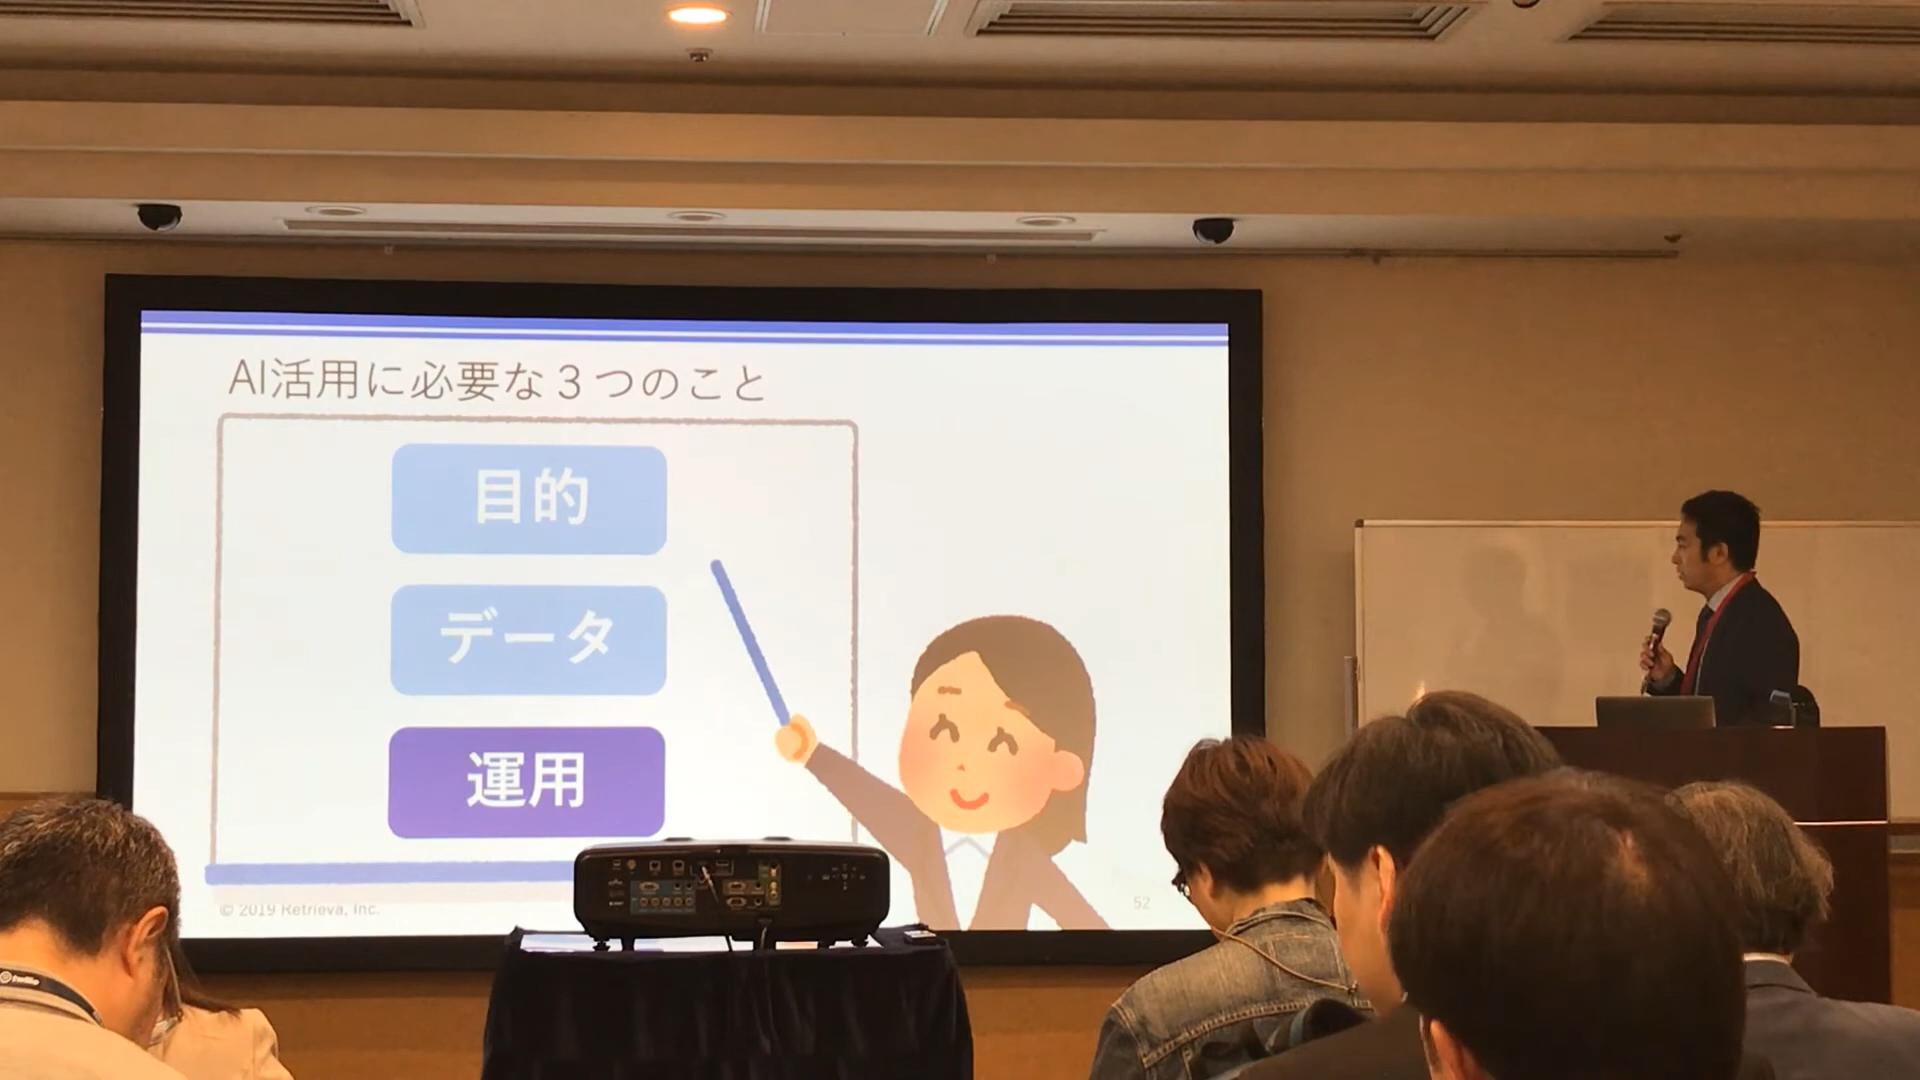 AI活用に必要な３つのこと
目的
データ
運用
© 2019 Retrieva, Inc.
52
twilio